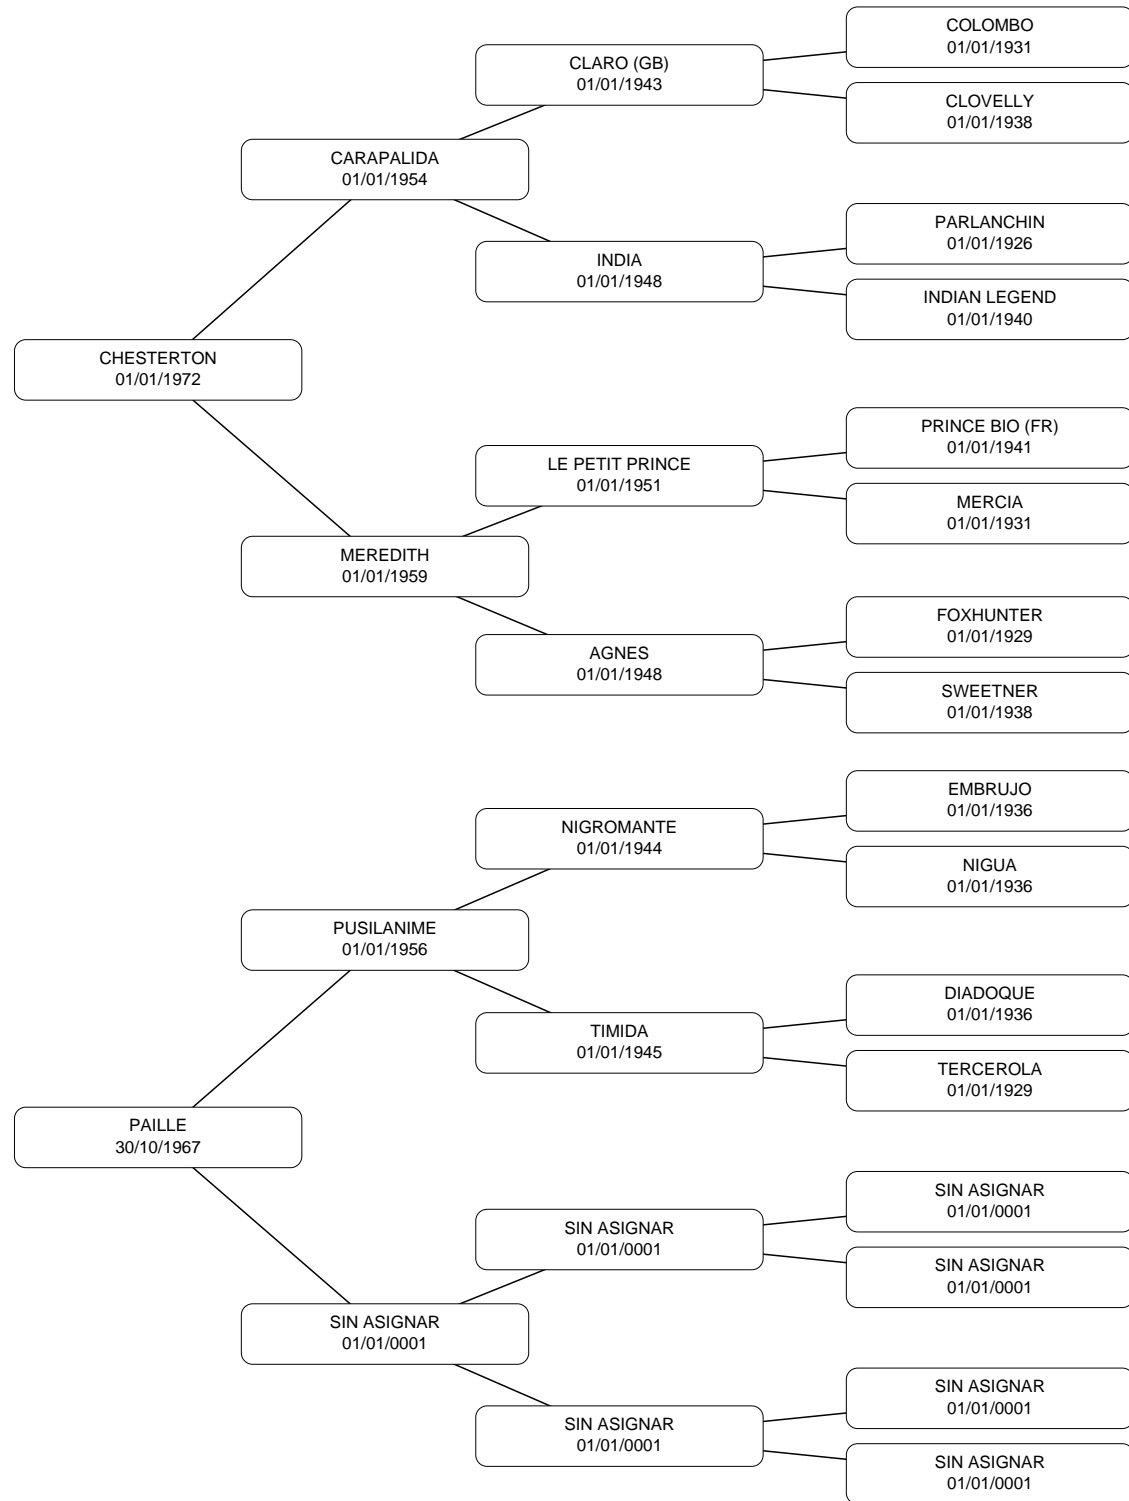 COLOMBO
01/01/1931
CLARO (GB)
01/01/1943
CLOVELLY
01/01/1938
CARAPALIDA
01/01/1954
PARLANCHIN
01/01/1926
INDIA
01/01/1948
INDIAN LEGEND
01/01/1940
CHESTERTON
01/01/1972
PRINCE BIO (FR)
01/01/1941
LE PETIT PRINCE
01/01/1951
MERCIA
01/01/1931
MEREDITH
01/01/1959
FOXHUNTER
01/01/1929
AGNES
01/01/1948
SWEETNER
01/01/1938
EMBRUJO
01/01/1936
NIGROMANTE
01/01/1944
NIGUA
01/01/1936
PUSILANIME
01/01/1956
DIADOQUE
01/01/1936
TIMIDA
01/01/1945
TERCEROLA
01/01/1929
PAILLE
30/10/1967
SIN ASIGNAR
01/01/0001
SIN ASIGNAR
01/01/0001
SIN ASIGNAR
01/01/0001
SIN ASIGNAR
01/01/0001
SIN ASIGNAR
01/01/0001
SIN ASIGNAR
01/01/0001
SIN ASIGNAR
01/01/0001